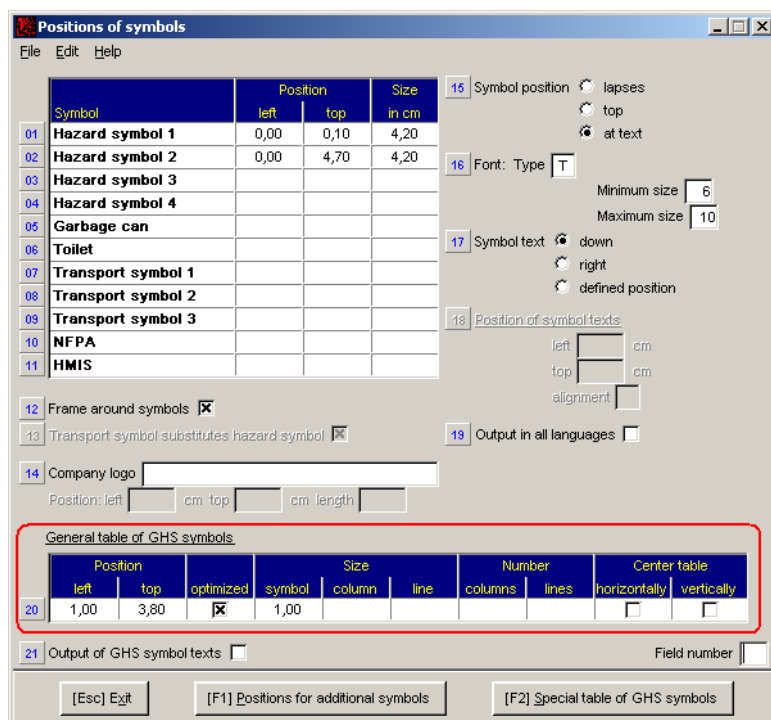 Positions of symbols
File Edit Help
Symbol Position left top Size in cm
01 Hazard symbol 1 0,00 0,10 4,20
02 Hazard symbol 2 0,00 4,70 4,20
03 Hazard symbol 3
04 Hazard symbol 4
05 Garbage can
06 Toilet
07 Transport symbol 1
08 Transport symbol 2
09 Transport symbol 3
10 NFPA
11 HMIS
12 Frame around symbols
13 Transport symbol substitutes hazard symbol
14 Company logo
Position: left cm top cm length
15 Symbol position lapses
top
at text
16 Font: Type T
Minimum size 6
Maximum size 10
17 Symbol text down
right
defined position
18 Position of symbol texts
left cm
top cm
alignment
19 Output in all languages
General table of GHS symbols
Position Size Number Center table
left top optimized symbol column line columns lines horizontally vertically
20 1,00 3,80 1,00
21 Output of GHS symbol texts Field number
[Esc] Exit [F1] Positions for additional symbols [F2] Special table of GHS symbols